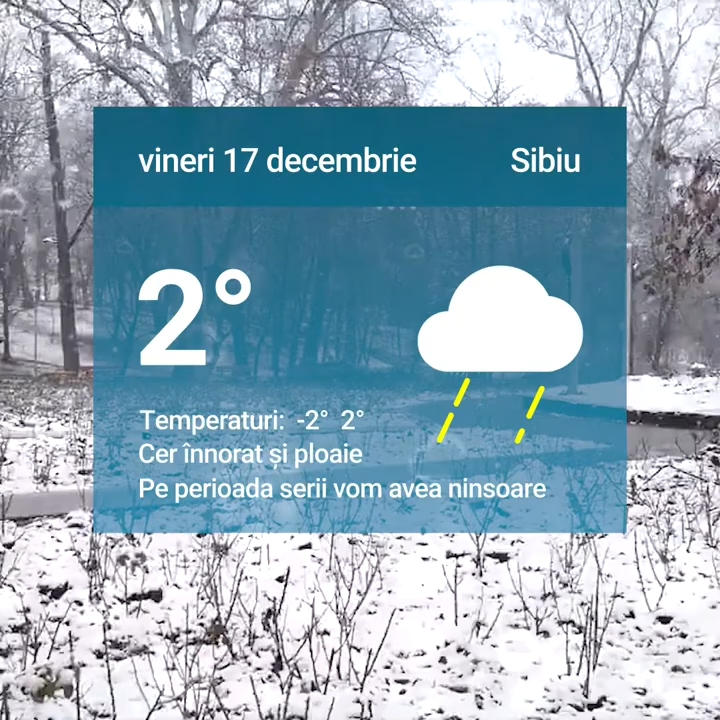 vineri 17 decembrie Sibiu
2°
Temperaturi: -2° 2°
Cer înnorat și ploaie
Pe perioada serii vom avea ninsoare